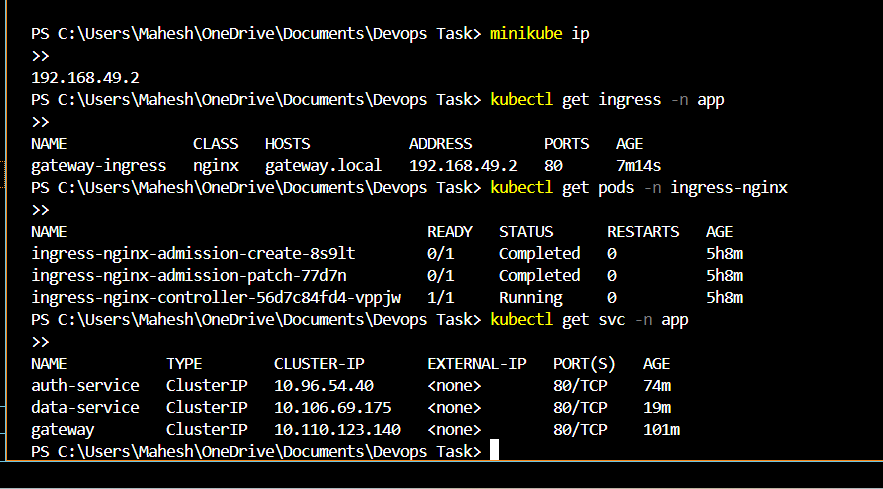 PS C:\Users\Mahesh\OneDrive\Documents\Devops Task> minikube ip
>>
192.168.49.2
PS C:\Users\Mahesh\OneDrive\Documents\Devops Task> kubectl get ingress -n app
>>
NAME              CLASS   HOSTS           ADDRESS        PORTS   AGE
gateway-ingress   nginx   gateway.local   192.168.49.2   80      7m14s
PS C:\Users\Mahesh\OneDrive\Documents\Devops Task> kubectl get pods -n ingress-nginx
>>
NAME                                        READY   STATUS      RESTARTS   AGE
ingress-nginx-admission-create-8s9lt        0/1     Completed   0          5h8m
ingress-nginx-admission-patch-77d7n         0/1     Completed   0          5h8m
ingress-nginx-controller-56d7c84fd4-vppjw   1/1     Running     0          5h8m
PS C:\Users\Mahesh\OneDrive\Documents\Devops Task> kubectl get svc -n app
>>
NAME           TYPE        CLUSTER-IP       EXTERNAL-IP   PORT(S)   AGE
auth-service   ClusterIP   10.96.54.40      <none>        80/TCP    74m
data-service   ClusterIP   10.106.69.175    <none>        80/TCP    19m
gateway        ClusterIP   10.110.123.140   <none>        80/TCP    101m
PS C:\Users\Mahesh\OneDrive\Documents\Devops Task>